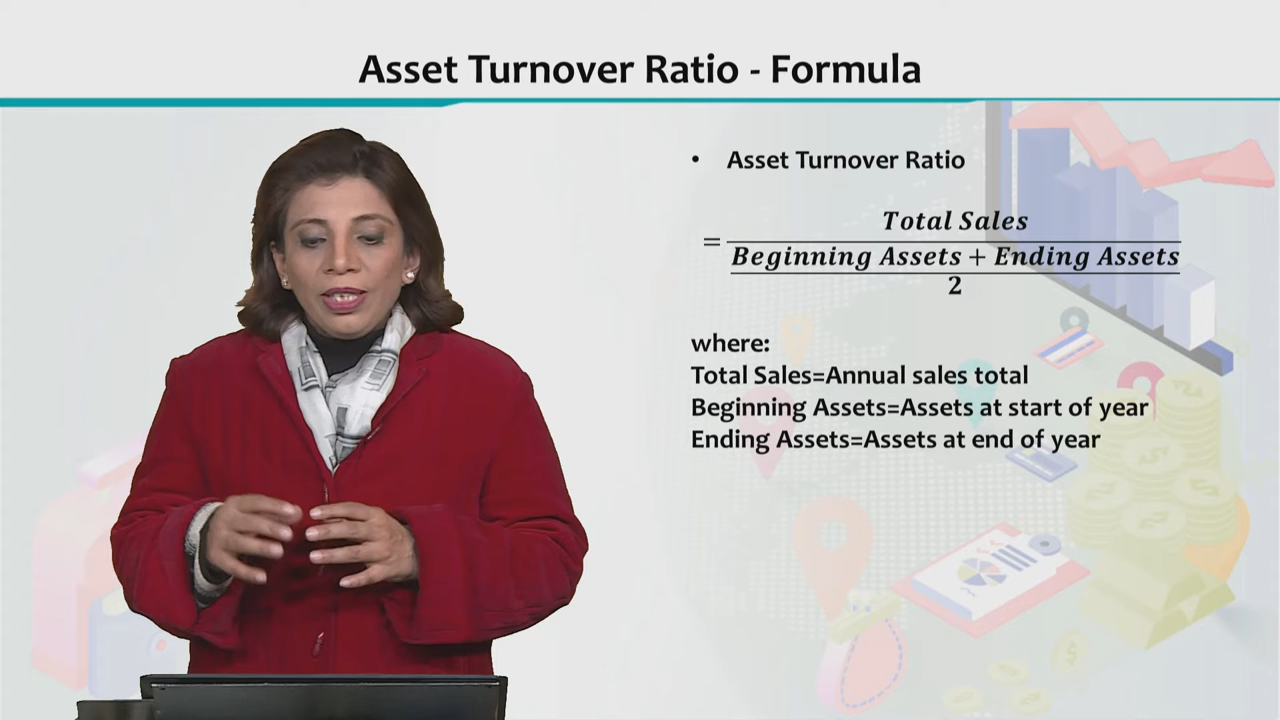 Asset Turnover Ratio - Formula
• Asset Turnover Ratio
Total Sales
=
Beginning Assets + Ending Assets
2
where:
Total Sales=Annual sales total
Beginning Assets=Assets at start of year
Ending Assets=Assets at end of year